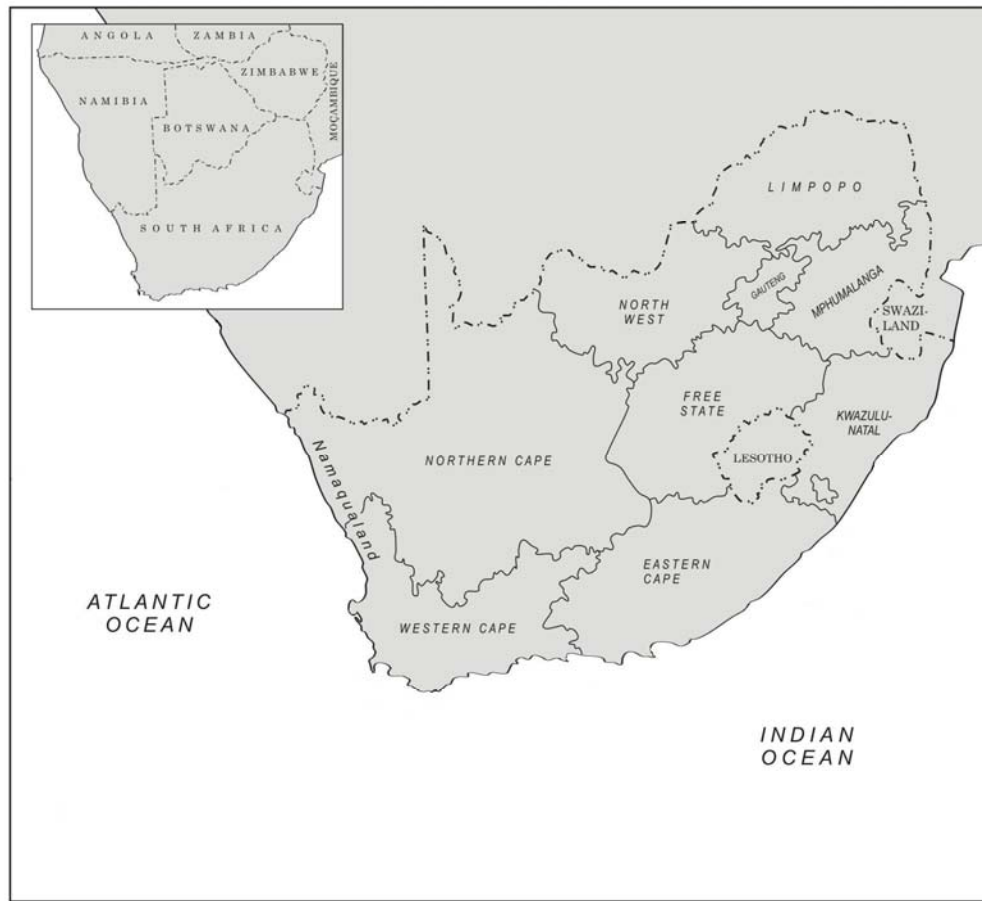 ANGOLA
ZAMBIA
ZIMBABWE
MOÇAMBIQUE
NAMIBIA
BOTSWANA
SOUTH AFRICA
LIMPOPO
GAUTENG
MPHUMALANGA
NORTH
WEST
SWAZI-
LAND
FREE
STATE
KWAZULU-
NATAL
LESOTHO
NORTHERN CAPE
Namaqualand
EASTERN
CAPE
WESTERN CAPE
ATLANTIC
OCEAN
INDIAN
OCEAN